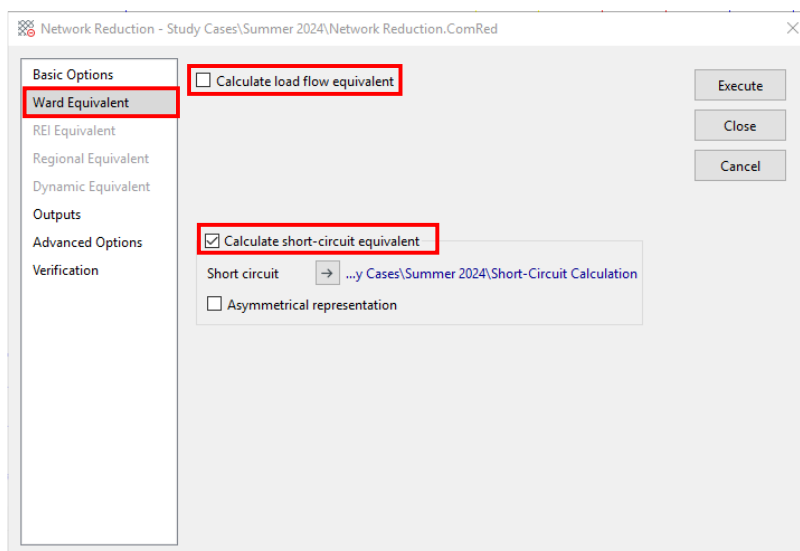 Network Reduction - Study Cases\Summer 2024\Network Reduction.ComRed
Basic Options
Ward Equivalent
REI Equivalent
Regional Equivalent
Dynamic Equivalent
Outputs
Advanced Options
Verification
Calculate load flow equivalent
Calculate short-circuit equivalent
Short circuit ...y Cases\Summer 2024\Short-Circuit Calculation
Asymmetrical representation
Execute
Close
Cancel